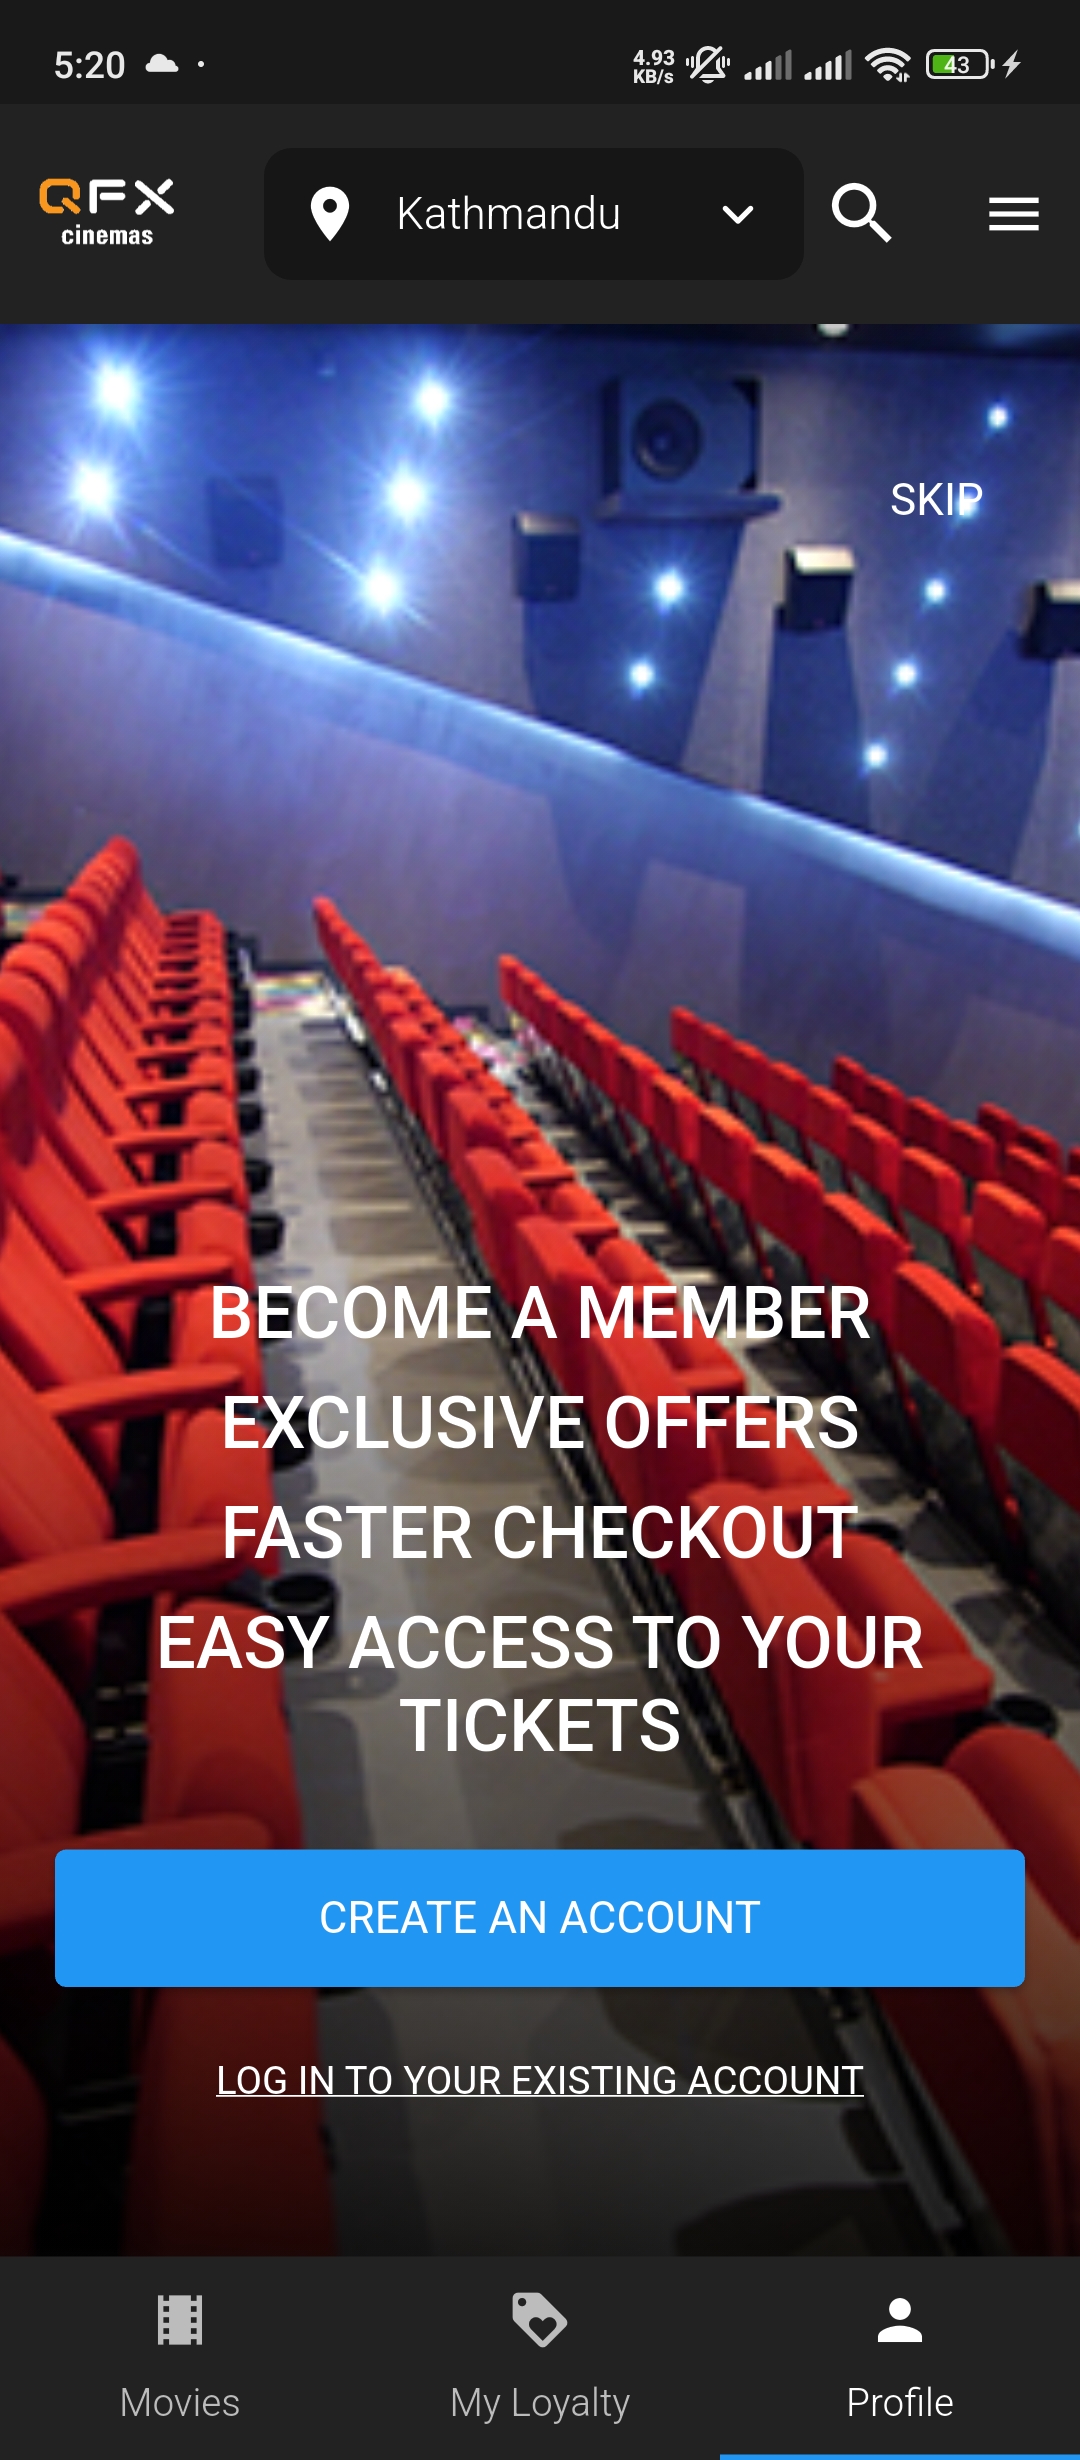 5:20
4.93
KB/s
43
QFX
cinemas
Kathmandu
SKIP
BECOME A MEMBER
EXCLUSIVE OFFERS
FASTER CHECKOUT
EASY ACCESS TO YOUR
TICKETS
CREATE AN ACCOUNT
LOG IN TO YOUR EXISTING ACCOUNT
Movies
My Loyalty
Profile